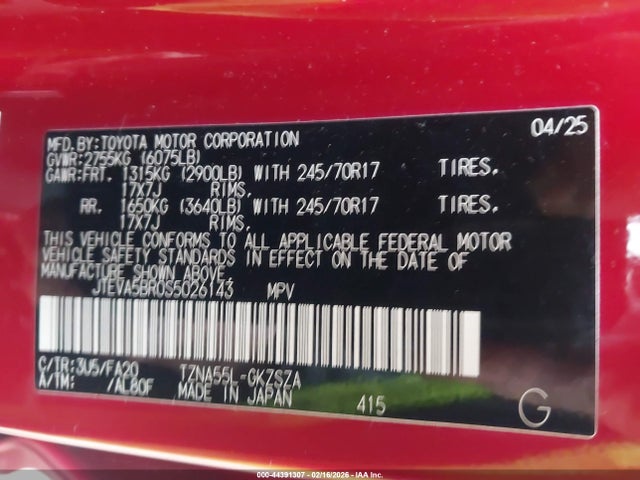 04/25
MFD.BY:TOYOTA MOTOR CORPORATION
GVWR:2755KG (6075LB)
GAWR:FRT. 1315KG (2900LB) WITH 245/70R17 TIRES.
17X7J RIMS.
RR. 1650KG (3640LB) WITH 245/70R17 TIRES.
17X7J RIMS.
THIS VEHICLE CONFORMS TO ALL APPLICABLE FEDERAL MOTOR
VEHICLE SAFETY STANDARDS IN EFFECT ON THE DATE OF
MANUFACTURE SHOWN ABOVE.
JTEVA5BR0S5026143 MPV
C/TR:3U5/FA20 TZNA55L-GKZSZA
A/TM: /AL80F MADE IN JAPAN 415 G
000-44391307 - 02/16/2026 - IAA Inc.